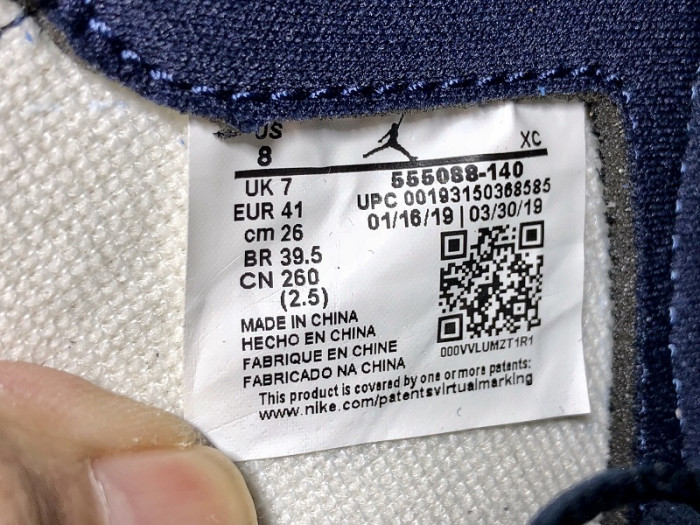 US
8
XC
UK 7
EUR 41
cm 26
BR 39.5
CN 260
(2.5)
555088-140
UPC 00193150368585
01/16/19 | 03/30/19
000VVLUMZT1R1
MADE IN CHINA
HECHO EN CHINA
FABRIQUE EN CHINE
FABRICADO NA CHINA
This product is covered by one or more patents:
www.nike.com/patentsvirtualmarking